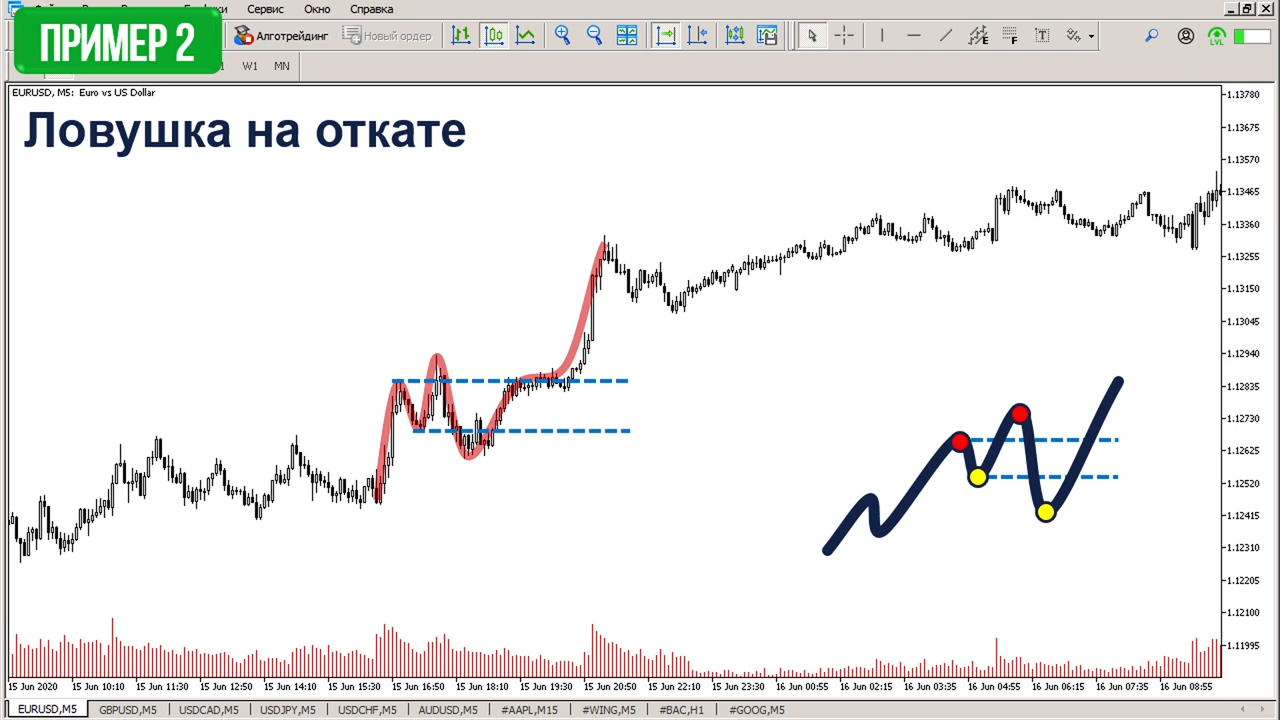 Сервис Окно Справка
ПРИМЕР 2
Алготрейдинг
Новый ордер
LVL
W1 MN
EURUSD, M5: Euro vs US Dollar
Ловушка на откате
1.13780
1.13675
1.13570
1.13465
1.13360
1.13255
1.13150
1.13045
1.12940
1.12835
1.12730
1.12625
1.12520
1.12415
1.12310
1.12205
1.12100
1.11995
15 Jun 2020 15 Jun 10:10 15 Jun 11:30 15 Jun 12:50 15 Jun 14:10 15 Jun 15:30 15 Jun 16:50 15 Jun 18:10 15 Jun 19:30 15 Jun 20:50 15 Jun 22:10 15 Jun 23:30 16 Jun 00:55 16 Jun 02:15 16 Jun 03:35 16 Jun 04:55 16 Jun 06:15 16 Jun 07:35 16 Jun 08:55
EURUSD,M5 GBPUSD,M5 USDCAD,M5 USDJPY,M5 USDCHF,M5 AUDUSD,M5 #AAPL,M15 #WING,M5 #BAC,H1 #GOOG,M5